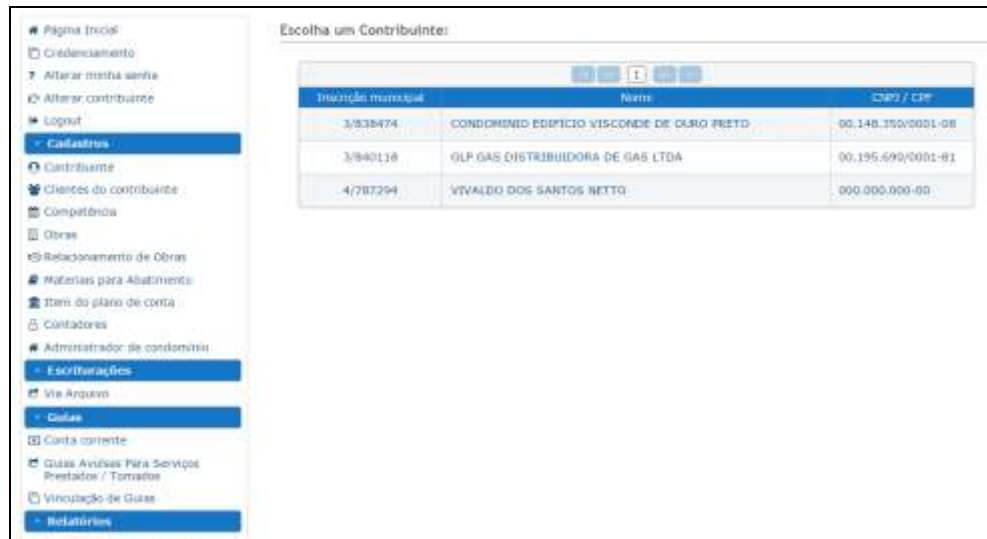 Página Inicial
Credenciamento
? Alterar minha senha
Alterar contribuinte
Logout
Cadastros
Contribuinte
Clientes do contribuinte
Competência
Obras
Relacionamento de Obras
Materiais para Abatimento
Item do plano de conta
Contadores
Administrador de condomínio
Escriturações
Via Arquivo
Guias
Conta corrente
Guias Avulsas Para Serviços
Prestados / Tomados
Vinculação de Guias
Relatórios
Escolha um Contribuinte:
1
Inscrição municipal Nome CNPJ / CPF
3/838474 CONDOMINIO EDIFICIO VISCONDE DE OURO PRETO 00.148.350/0001-08
3/840118 GLP GAS DISTRIBUIDORA DE GAS LTDA 00.195.690/0001-81
4/787294 VIVALDO DOS SANTOS NETTO 000.000.000-00